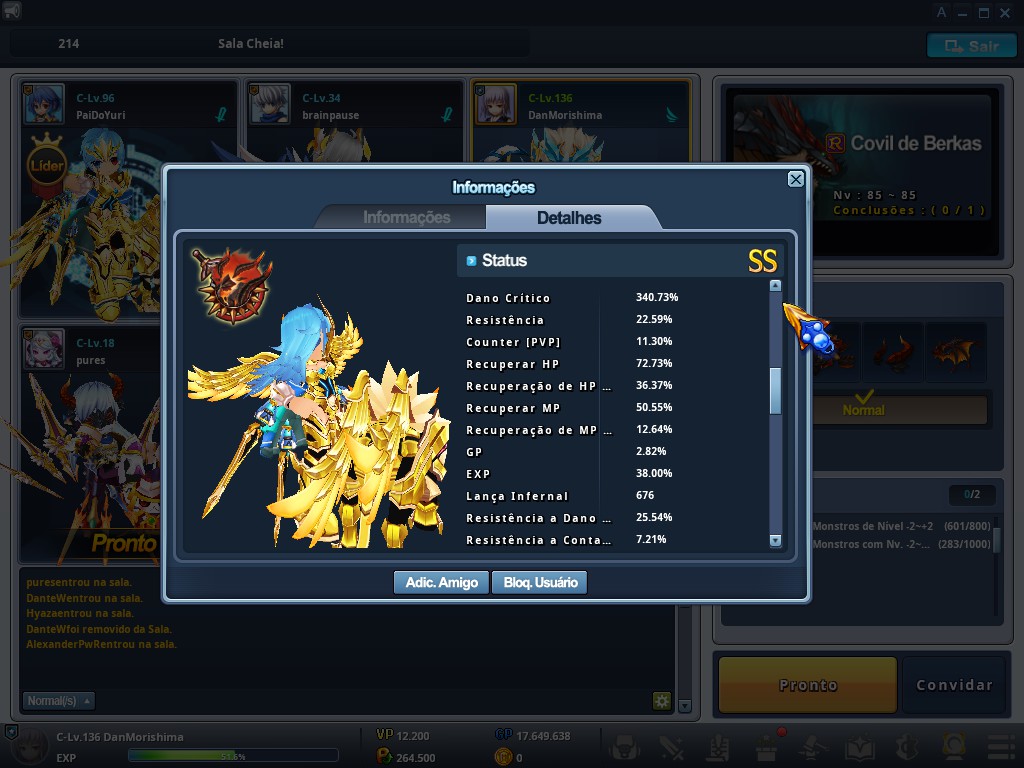 A
214 Sala Cheia!
Sair
C-Lv.96
PaiDoYuri
C-Lv.34
brainpause
C-Lv.136
DanMorishima
Líder
R Covil de Berkas
Nv : 85 ~ 85
Conclusões : ( 0 / 1 )
Informações
Informações Detalhes
Status SS
Dano Crítico 340.73%
Resistência 22.59%
Counter [PVP] 11.30%
Recuperar HP 72.73%
Recuperação de HP ... 36.37%
Recuperar MP 50.55%
Recuperação de MP ... 12.64%
GP 2.82%
EXP 38.00%
Lança Infernal 676
Resistência a Dano ... 25.54%
Resistência a Conta... 7.21%
Adic. Amigo Bloq. Usuário
C-Lv.18
pures
Pronto
Normal
0/2
Monstros de Nível -2~+2 (601/800)
Monstros com Nv. -2~... (283/1000)
puresentrou na sala.
DanteWentrou na sala.
Hyazaentrou na sala.
DanteWfoi removido da Sala.
AlexanderPwRentrou na sala.
Normal(/s)
Pronto Convidar
C-Lv.136 DanMorishima
EXP
VP 12.200
GP 17.649.638
264.500
0